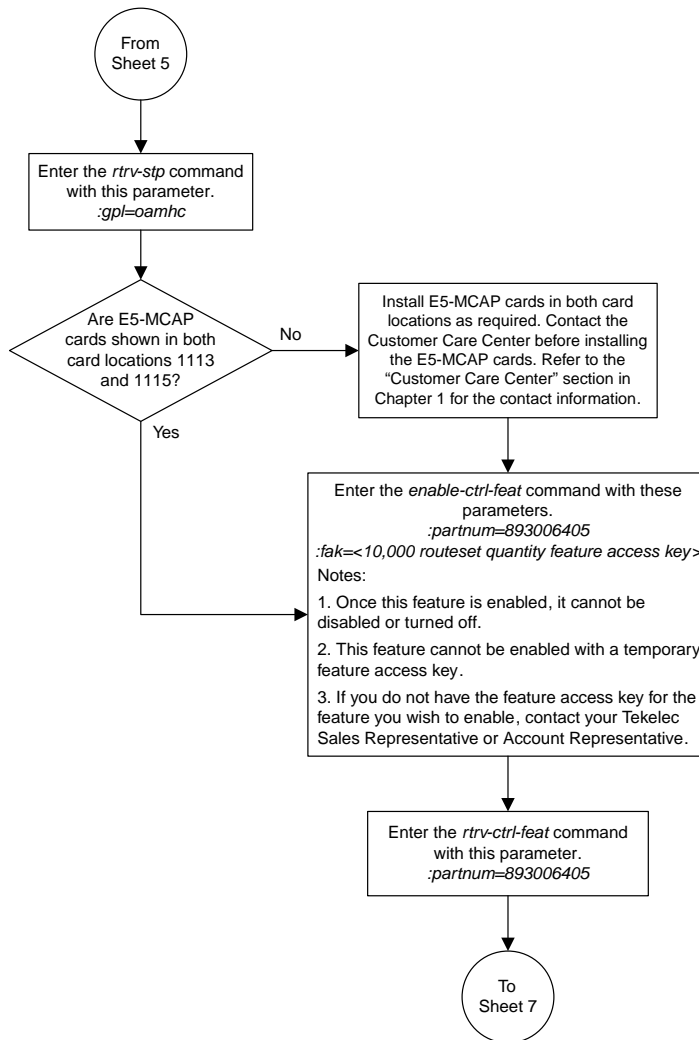 From
Sheet 5
Enter the rtrv-stp command
with this parameter.
:gpl=oamhc
Are E5-MCAP
cards shown in both
card locations 1113
and 1115?
No
Yes
Install E5-MCAP cards in both card
locations as required. Contact the
Customer Care Center before installing
the E5-MCAP cards. Refer to the
“Customer Care Center” section in
Chapter 1 for the contact information.
Enter the enable-ctrl-feat command with these
parameters.
:partnum=893006405
:fak=<10,000 routeset quantity feature access key>
Notes:
1. Once this feature is enabled, it cannot be
disabled or turned off.
2. This feature cannot be enabled with a temporary
feature access key.
3. If you do not have the feature access key for the
feature you wish to enable, contact your Tekelec
Sales Representative or Account Representative.
Enter the rtrv-ctrl-feat command
with this parameter.
:partnum=893006405
To
Sheet 7